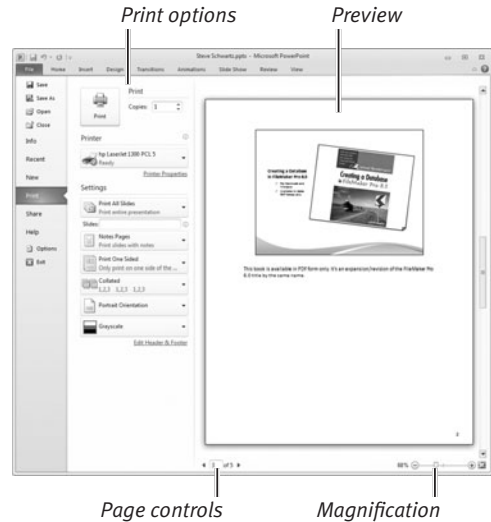 Print options
Preview
Steve Schwartz.pptx - Microsoft PowerPoint
File Home Insert Design Transitions Animations Slide Show Review View
Save
Save As
Open
Close
Info
Recent
New
Print
Share
Help
Options
Exit
Print
Print
Copies: 1
Printer
hp LaserJet 1300 PCL 5
Ready
Printer Properties
Settings
Print All Slides
Print entire presentation
Slides:
Notes Pages
Print slides with notes
Print One Sided
Only print on one side of the ...
Collated
1,2,3 1,2,3 1,2,3
Portrait Orientation
Grayscale
Edit Header & Footer
Creating a Database
in FileMaker Pro 8.5
Creating a Database
in FileMaker Pro 8.5
This book is available in PDF form only. It's an expansion/revision of the FileMaker Pro
8.0 title by the same name.
of 5
88%
Page controls
Magnification